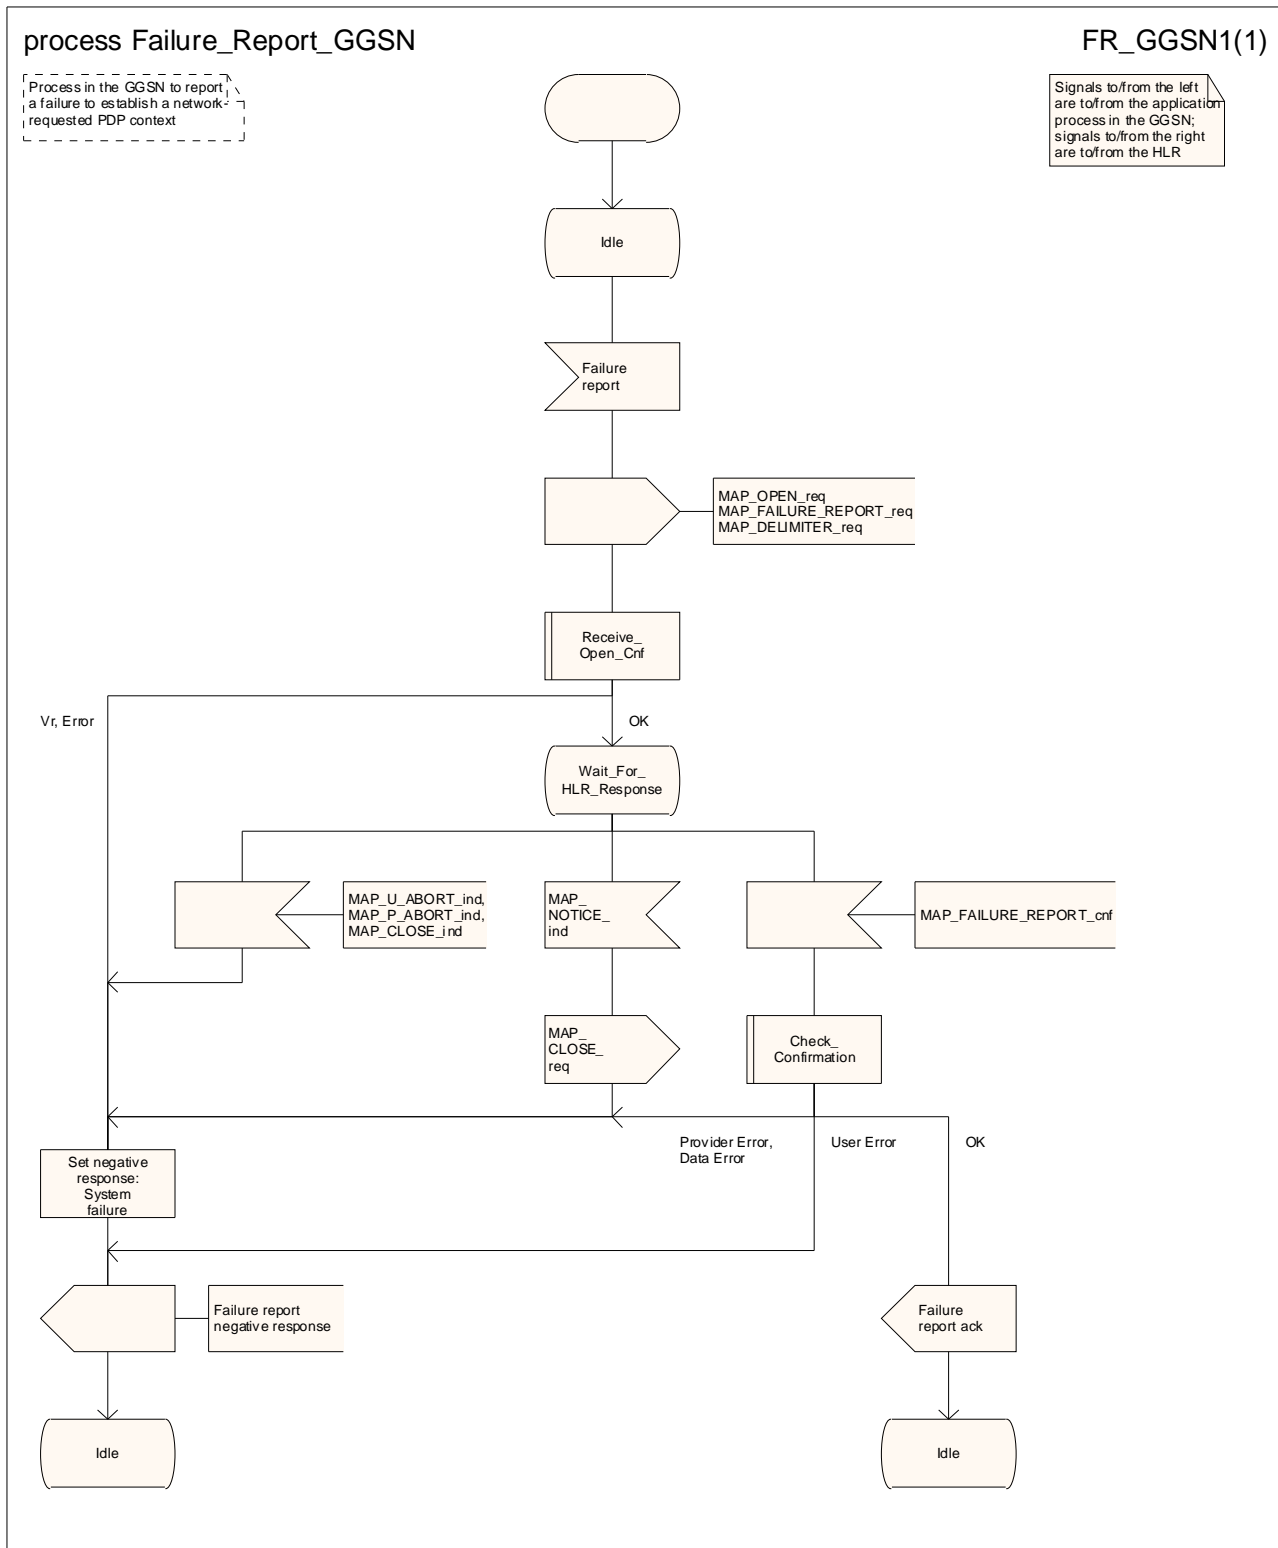 process Failure_Report_GGSN
FR_GGSN1(1)
Process in the GGSN to report
a failure to establish a network-
requested PDP context
Signals to/from the left
are to/from the application
process in the GGSN;
signals to/from the right
are to/from the HLR
Idle
Failure
report
MAP_OPEN_req
MAP_FAILURE_REPORT_req
MAP_DELIMITER_req
Receive_
Open_Cnf
Vr, Error
OK
Wait_For_
HLR_Response
MAP_U_ABORT_ind,
MAP_P_ABORT_ind,
MAP_CLOSE_ind
MAP_
NOTICE_
ind
MAP_FAILURE_REPORT_cnf
MAP_
CLOSE_
req
Check_
Confirmation
Provider Error,
Data Error
User Error
OK
Set negative
response:
System
failure
Failure report
negative response
Failure
report ack
Idle
Idle